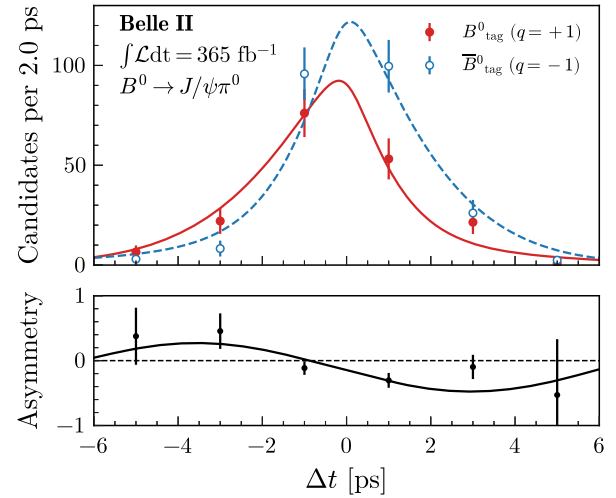 Belle II
∫ℒdt = 365 fb⁻¹
B⁰ → J/ψπ⁰
B⁰tag (q = +1)
B̅⁰tag (q = −1)
Candidates per 2.0 ps
100
50
0
Asymmetry
1
0
−1
−6 −4 −2 0 2 4 6
Δt [ps]